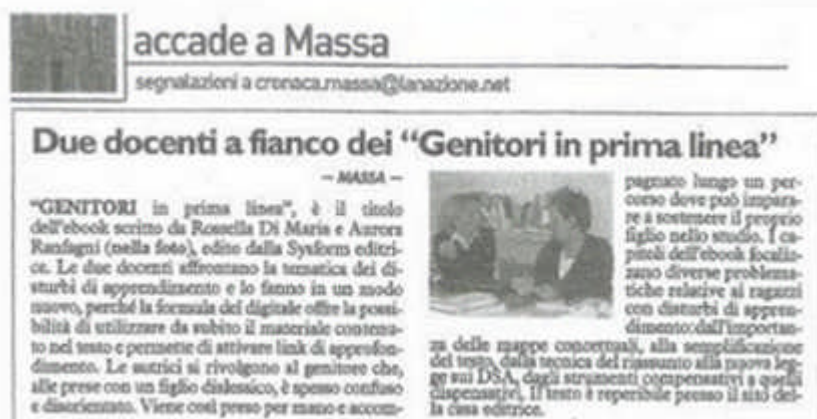 accade a Massa
segnalazioni a cronaca.massa@lanazione.net
Due docenti a fianco dei “Genitori in prima linea”
— MASSA —
“GENITORI in prima linea”, è il titolo
dell'ebook scritto da Rossella Di Maria e Aurora
Ranfagni (nella foto), edito dalla Sysform editri-
ce. Le due docenti affrontano la tematica dei di-
sturbi di apprendimento e lo fanno in un modo
nuovo, perché la formula del digitale offre la possi-
bilità di utilizzare da subito il materiale contenu-
to nel testo e permette di attivare link di approfon-
dimento. Le autrici si rivolgono al genitore che,
alle prese con un figlio dislessico, è spesso confuso
e disorientato. Viene così preso per mano e accom-
pagnato lungo un per-
corso dove può impara-
re a sostenere il proprio
figlio nello studio. I ca-
pitoli dell'ebook focaliz-
zano diverse problema-
tiche relative ai ragazzi
con disturbi di appren-
dimento: dall'importan-
za delle mappe concettuali, alla semplificazione
del testo, dalla tecnica del riassunto alla nuova leg-
ge sui DSA, dagli strumenti compensativi a quelli
dispensativi. Il testo è reperibile presso il sito del-
la casa editrice.